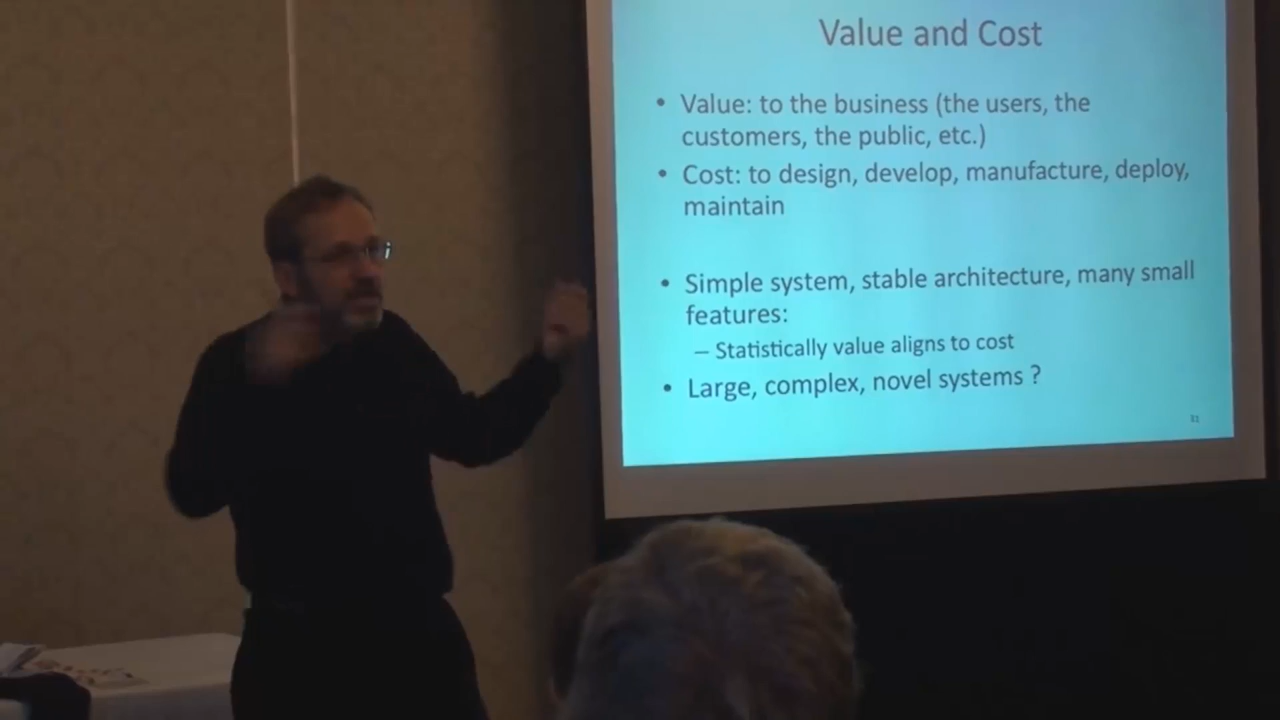 Value and Cost
• Value: to the business (the users, the
customers, the public, etc.)
• Cost: to design, develop, manufacture, deploy,
maintain
• Simple system, stable architecture, many small
features:
– Statistically value aligns to cost
• Large, complex, novel systems ?